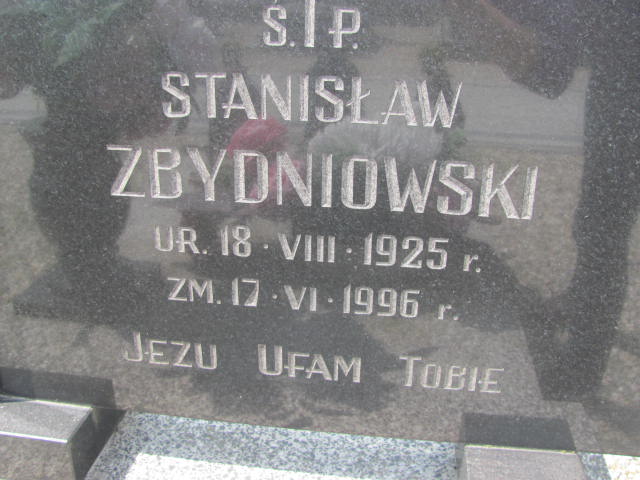 Ś.†P.
STANISŁAW
ZBYDNIOWSKI
UR. 18 · VIII · 1925 r.
ZM. 17 · VI · 1996 r.
JEZU UFAM TOBIE